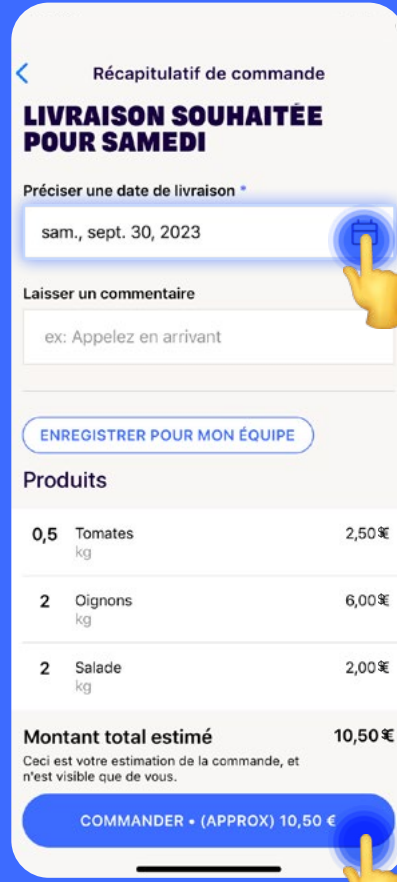 Récapitulatif de commande
LIVRAISON SOUHAITÉE
POUR SAMEDI
Préciser une date de livraison *
sam., sept. 30, 2023
Laisser un commentaire
ex: Appelez en arrivant
ENREGISTRER POUR MON ÉQUIPE
Produits
0,5 Tomates 2,50 €
kg
2 Oignons 6,00 €
kg
2 Salade 2,00 €
kg
Montant total estimé 10,50 €
Ceci est votre estimation de la commande, et
n'est visible que de vous.
COMMANDER • (APPROX) 10,50 €